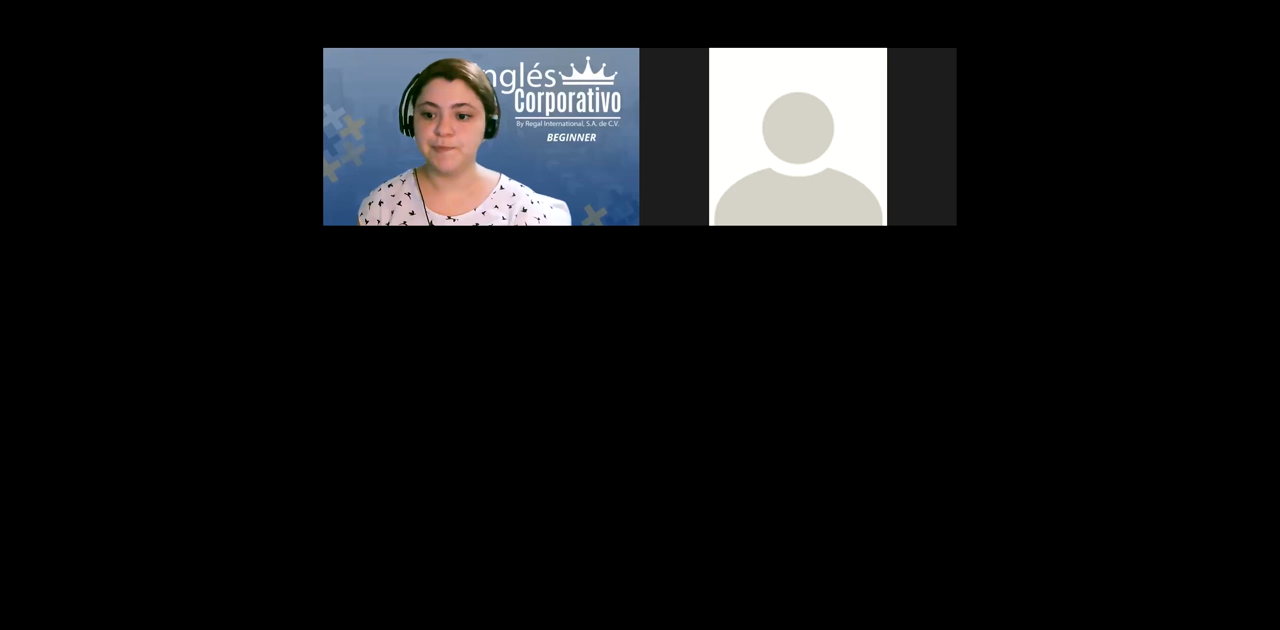 nglés
Corporativo
By Regal International, S.A. de C.V.
BEGINNER